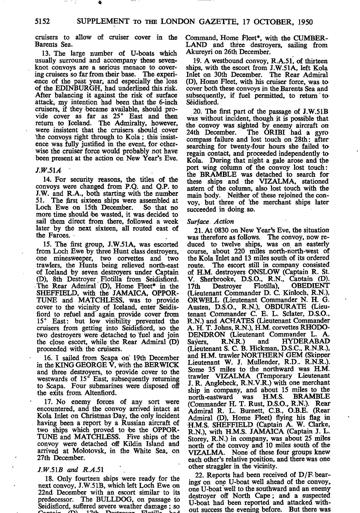 5152 SUPPLEMENT TO THE LONDON GAZETTE, 17 OCTOBER, 1950
cruisers to allow of cruiser cover in the
Barents Sea.
13. The large number of U-boats which
usually surround and accompany these seven-
knot convoys are a serious menace to cover-
ing cruisers so far from their base. The experi-
ence of the past year, and especially the loss
of the EDINBURGH, had underlined this risk.
After balancing it against the risk of surface
attack, my intention had been that the 6-inch
cruisers, if they became available, should pro-
vide cover as far as 25° East and then
return to Iceland. The Admiralty, however,
were insistent that the cruisers should cover
the convoys right through to Kola : this insist-
ence was fully justified in the event, for other-
wise the cruiser force would probably not have
been present at the action on New Year's Eve.
J.W.51A
14. For security reasons, the titles of the
convoys were changed from P.Q. and Q.P. to
J.W. and R.A., both starting with the number
51. The first sixteen ships were assembled at
Loch Ewe on 15th December. So that no
more time should be wasted, it was decided to
sail them direct from there, followed a week
later by the next sixteen, all routed east of
the Faroes.
15. The first group, J.W.51A, was escorted
from Loch Ewe by three Hunt class destroyers,
one minesweeper, two corvettes and two
trawlers, the Hunts being relieved north-east
of Iceland by seven destroyers under Captain
(D), 8th Destroyer Flotilla from Seidisfiord.
The Rear Admiral (D), Home Fleet* in the
SHEFFIELD, with the JAMAICA, OPPOR-
TUNE and MATCHLESS, was to provide
cover to the vicinity of Iceland, enter Seidis-
fiord to refuel and again provide cover from
15° East: but low visibility prevented the
cruisers from getting into Seidisfiord, so the
two destroyers were detached to fuel and join
the close escort, while the Rear Admiral (D)
proceeded with the cruisers.
16. I sailed from Scapa on 19th December
in the KING GEORGE V, with the BERWICK
and three destroyers, to provide cover to the
westwards of 15° East, subsequently returning
to Scapa. Four submarines were disposed off
the exits from Altenfiord.
17. No enemy forces of any sort were
encountered, and the convoy arrived intact at
Kola Inlet on Christmas Day, the only incident
having been a report by a Russian aircraft of
two ships which proved to be the OPPOR-
TUNE and MATCHLESS. Five ships of the
convoy were detached off Kildin Island and
arrived at Molotovsk, in the White Sea, on
27th December.
J.W.51B and R.A.51
18. Only fourteen ships were ready for the
next convoy, J.W.51B, which left Loch Ewe on
22nd December with an escort similar to its
predecessor. The BULLDOG, on passage to
Seidisfiord, suffered severe weather damage ; so
Command, Home Fleet*, with the CUMBER-
LAND and three destroyers, sailing from
Akureyri on 26th December.
19. A westbound convoy, R.A.51, of thirteen
ships, with the escort from J.W.51A, left Kola
Inlet on 30th December. The Rear Admiral
(D), Home Fleet, with his cruiser force, was to
cover both these convoys in the Barents Sea and
subsequently, if fuel permitted, to return to
Seidisfiord.
20. The first part of the passage of J.W.51B
was without incident, though it is possible that
the convoy was sighted by enemy aircraft on
24th December. The ORIBI had a gyro
compass failure and lost touch on 28th : after
searching for twenty-four hours she failed to
regain contact, and proceeded independently to
Kola. During that night a gale arose and the
port wing column of the convoy lost touch :
the BRAMBLE was detached to search for
these ships and the VIZALMA, stationed
astern of the column, also lost touch with the
main body. Neither of these rejoined the con-
voy, but three of the merchant ships later
succeeded in doing so.
Surface Action
21. At 0830 on New Year's Eve, the situation
was therefore as follows. The convoy, now re-
duced to twelve ships, was on an easterly
course, about 220 miles north-north-west of
the Kola Inlet and 13 miles south of its ordered
route. The escort still in company consisted
of H.M. destroyers ONSLOW (Captain R. St.
V. Sherbrooke, D.S.O., R.N., Captain (D),
17th Destroyer Flotilla), OBEDIENT
(Lieutenant Commander D. C. Kinloch, R.N.),
ORWELL (Lieutenant Commander N. H. G.
Austen, D.S.O., R.N.), OBDURATE (Lieu-
tenant Commander C. E. L. Sclater, D.S.O.,
R.N.) and ACHATES (Lieutenant Commander
A. H. T. Johns, R.N.), H.M. corvettes RHODO-
DENDRON (Lieutenant Commander L. A.
Sayers, R.N.R.) and HYDERABAD
(Lieutenant S. C. B. Hickman, D.S.C., R.N.R.),
and H.M. trawler NORTHERN GEM (Skipper
Lieutenant W. J. Mullender, R.D., R.N.R.).
Some 35 miles to the northward was H.M.
trawler VIZALMA (Temporary Lieutenant
J. R. Angleback, R.N.V.R.) with one merchant
ship in company, and about 15 miles to the
north-eastward was H.M.S. BRAMBLE
(Commander H. T. Rust, D.S.O., R.N.). Rear
Admiral R. L. Burnett, C.B., O.B.E. (Rear
Admiral (D), Home Fleet) flying his flag in
H.M.S. SHEFFIELD (Captain A. W. Clarke,
R.N.), with H.M.S. JAMAICA (Captain J. L.
Storey, R.N.) in company, was about 25 miles
north of the convoy and 10 miles south of the
VIZALMA. None of these four groups knew
each other's relative position, and there was one
other straggler in the vicinity.
22. Reports had been received of D/F bear-
ings on one U-boat well ahead of the convoy,
one U-boat well to the southward and an enemy
destroyer off North Cape ; and a suspected
U-boat had been reported and attacked with-
out success the evening before. But there was